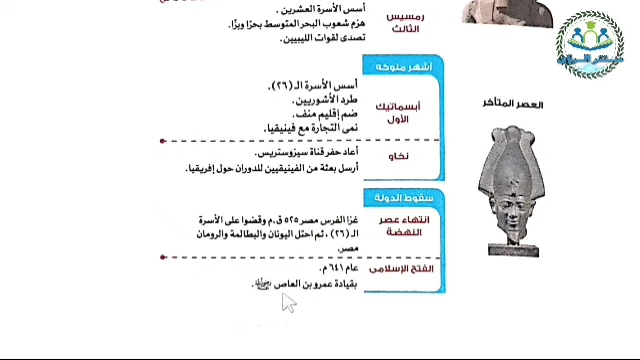 أسس الأسرة العشرين.
رمسيس الثالث
هزم شعوب البحر المتوسط بحرًا وبرًا.
تصدى لقوات الليبيين.
العصر المتأخر
أشهر ملوكه
أبسماتيك الأول
أسس الأسرة الـ (٢٦).
طرد الأشوريين.
ضم إقليم منف.
نمى التجارة مع فينيقيا.
نخاو
أعاد حفر قناة سيزوستريس.
أرسل بعثة من الفينيقيين للدوران حول إفريقيا.
سقوط الدولة
انتهاء عصر النهضة
غزا الفرس مصر ٥٢٥ ق.م وقضوا على الأسرة
الـ (٢٦)، ثم احتل اليونان والبطالمة والرومان
مصر.
الفتح الإسلامى
عام ٦٤١ م.
بقيادة عمرو بن العاص